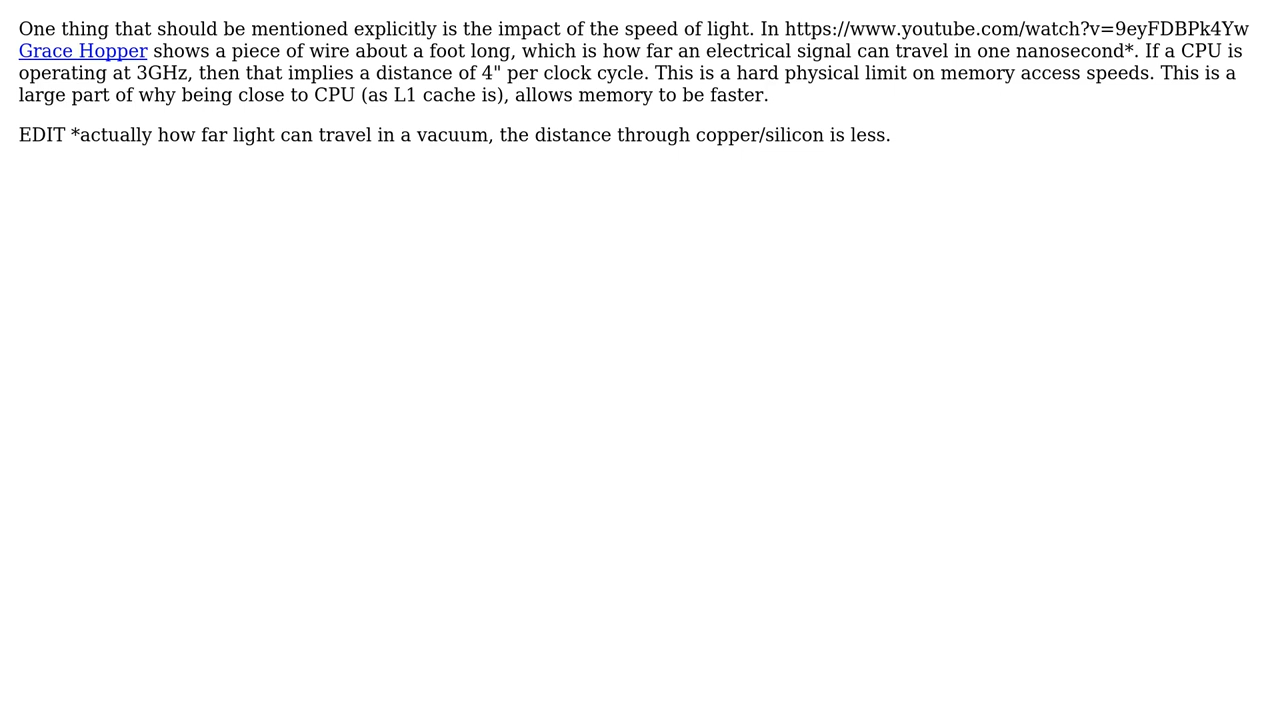 One thing that should be mentioned explicitly is the impact of the speed of light. In https://www.youtube.com/watch?v=9eyFDBPk4Yw
Grace Hopper shows a piece of wire about a foot long, which is how far an electrical signal can travel in one nanosecond*. If a CPU is
operating at 3GHz, then that implies a distance of 4" per clock cycle. This is a hard physical limit on memory access speeds. This is a
large part of why being close to CPU (as L1 cache is), allows memory to be faster.
EDIT *actually how far light can travel in a vacuum, the distance through copper/silicon is less.